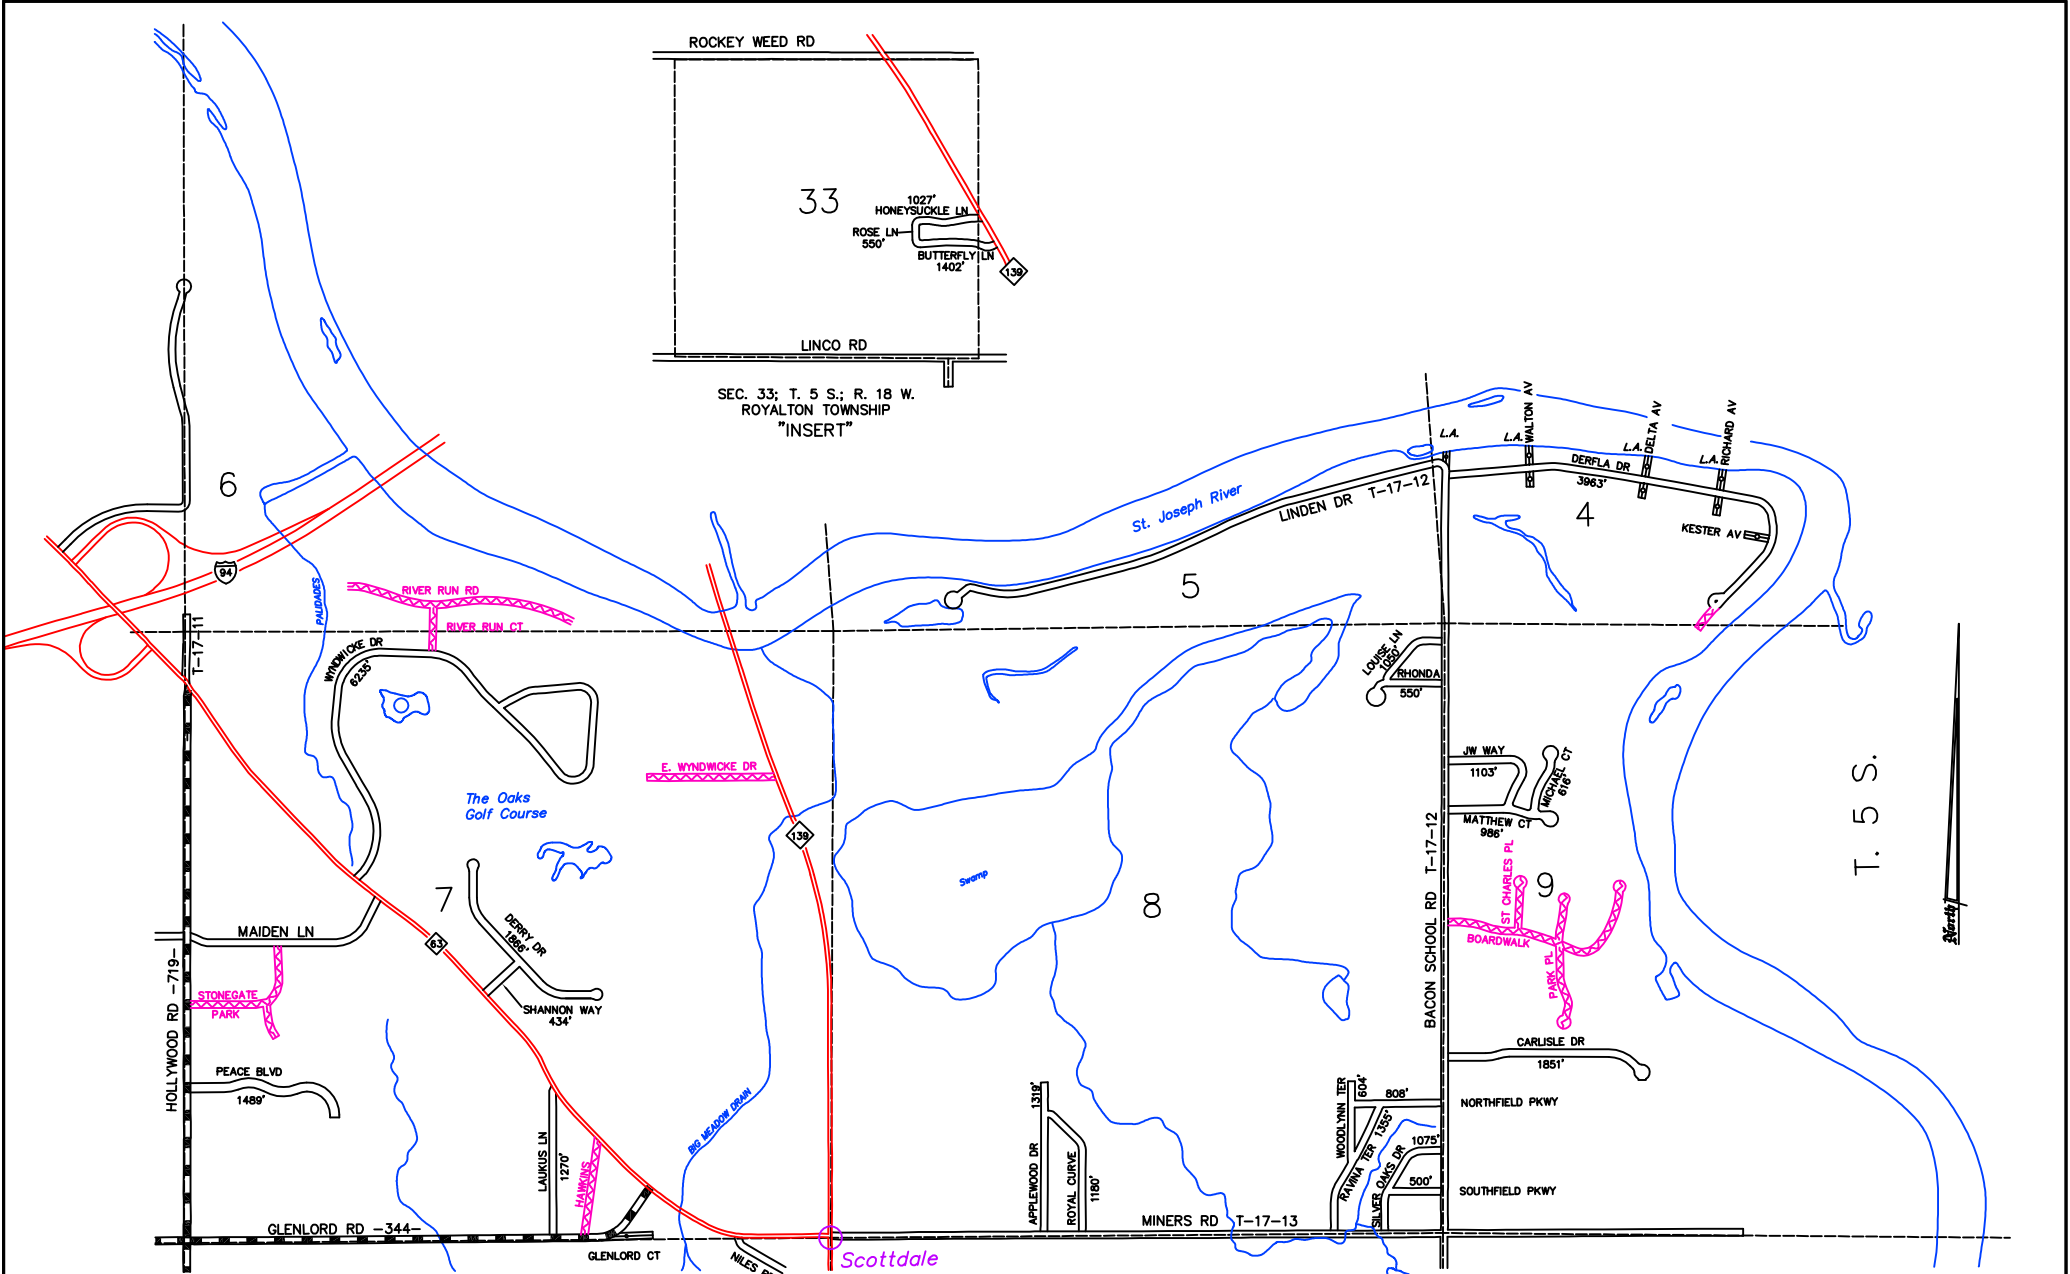 ROCKEY WEED RD
33
1027'
HONEYSUCKLE LN
ROSE LN
550'
BUTTERFLY LN
1402'
139
LINCO RD
SEC. 33; T. 5 S.; R. 18 W.
ROYALTON TOWNSHIP
"INSERT"
6
94
T-17-11
PALIDADES
RIVER RUN RD
RIVER RUN CT
WYNDWICKE DR
6235'
E. WYNDWICKE DR
The Oaks
Golf Course
139
7
63
DERRY DR
1866'
SHANNON WAY
434'
MAIDEN LN
STONEGATE
PARK
HOLLYWOOD RD -719-
PEACE BLVD
1489'
LAUKUS LN
1270'
HAWKINS
GLENLORD RD -344-
GLENLORD CT
BIG MEADOW DRAIN
Scottdale
St. Joseph River
LINDEN DR T-17-12
5
L.A.
L.A.
WALTON AV
L.A.
DELTA AV
L.A.
RICHARD AV
DERFLA DR
3963'
4
KESTER AV
LOUISE LN
1050'
RHONDA
550'
JW WAY
1103'
MICHAEL CT
616'
MATTHEW CT
986'
ST CHARLES PL
9
BOARDWALK
PARK PL
BACON SCHOOL RD T-17-12
Swamp
8
CARLISLE DR
1851'
WOODLYNN TER
604'
808'
NORTHFIELD PKWY
RAVINA TER 1355'
SILVER OAKS DR
1075'
500'
SOUTHFIELD PKWY
APPLEWOOD DR
1319'
ROYAL CURVE
1180'
MINERS RD T-17-13
T. 5 S.
North